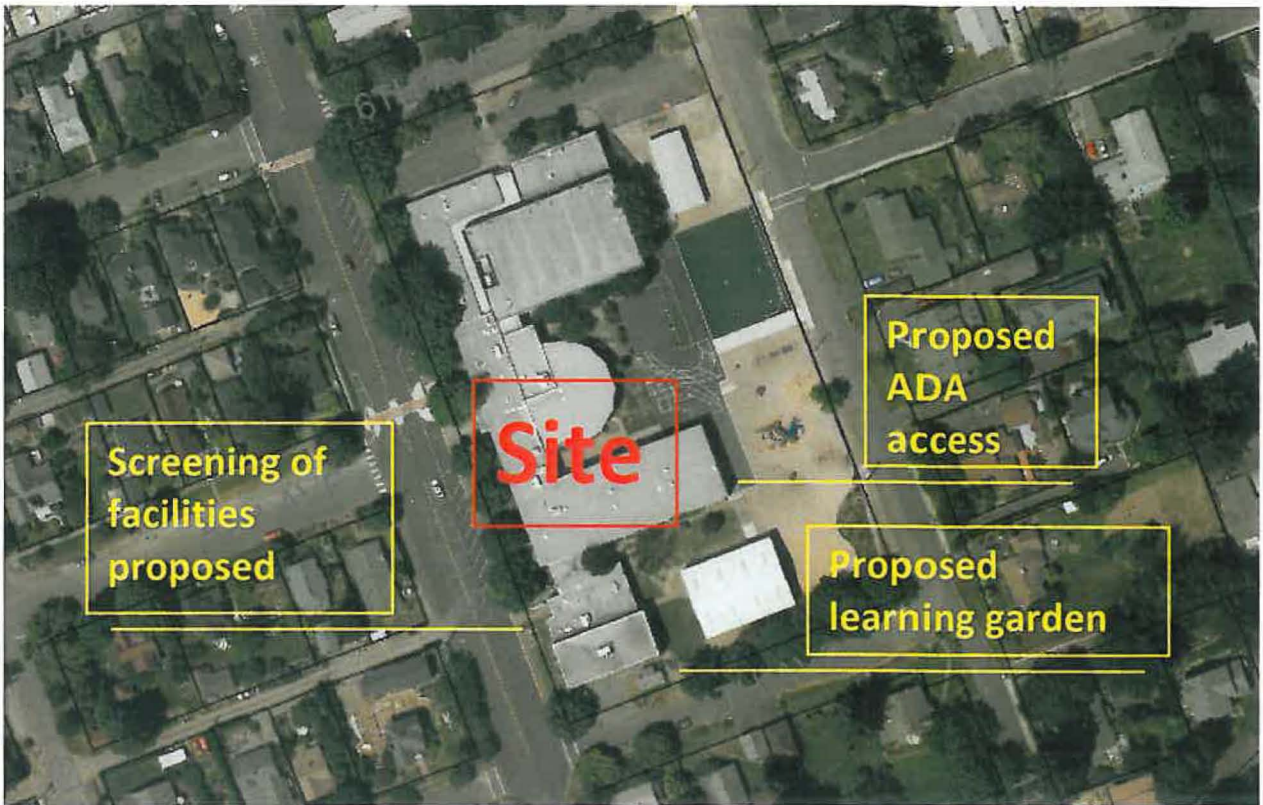 Proposed
ADA
access
Site
Screening of
facilities
proposed
Proposed
learning garden